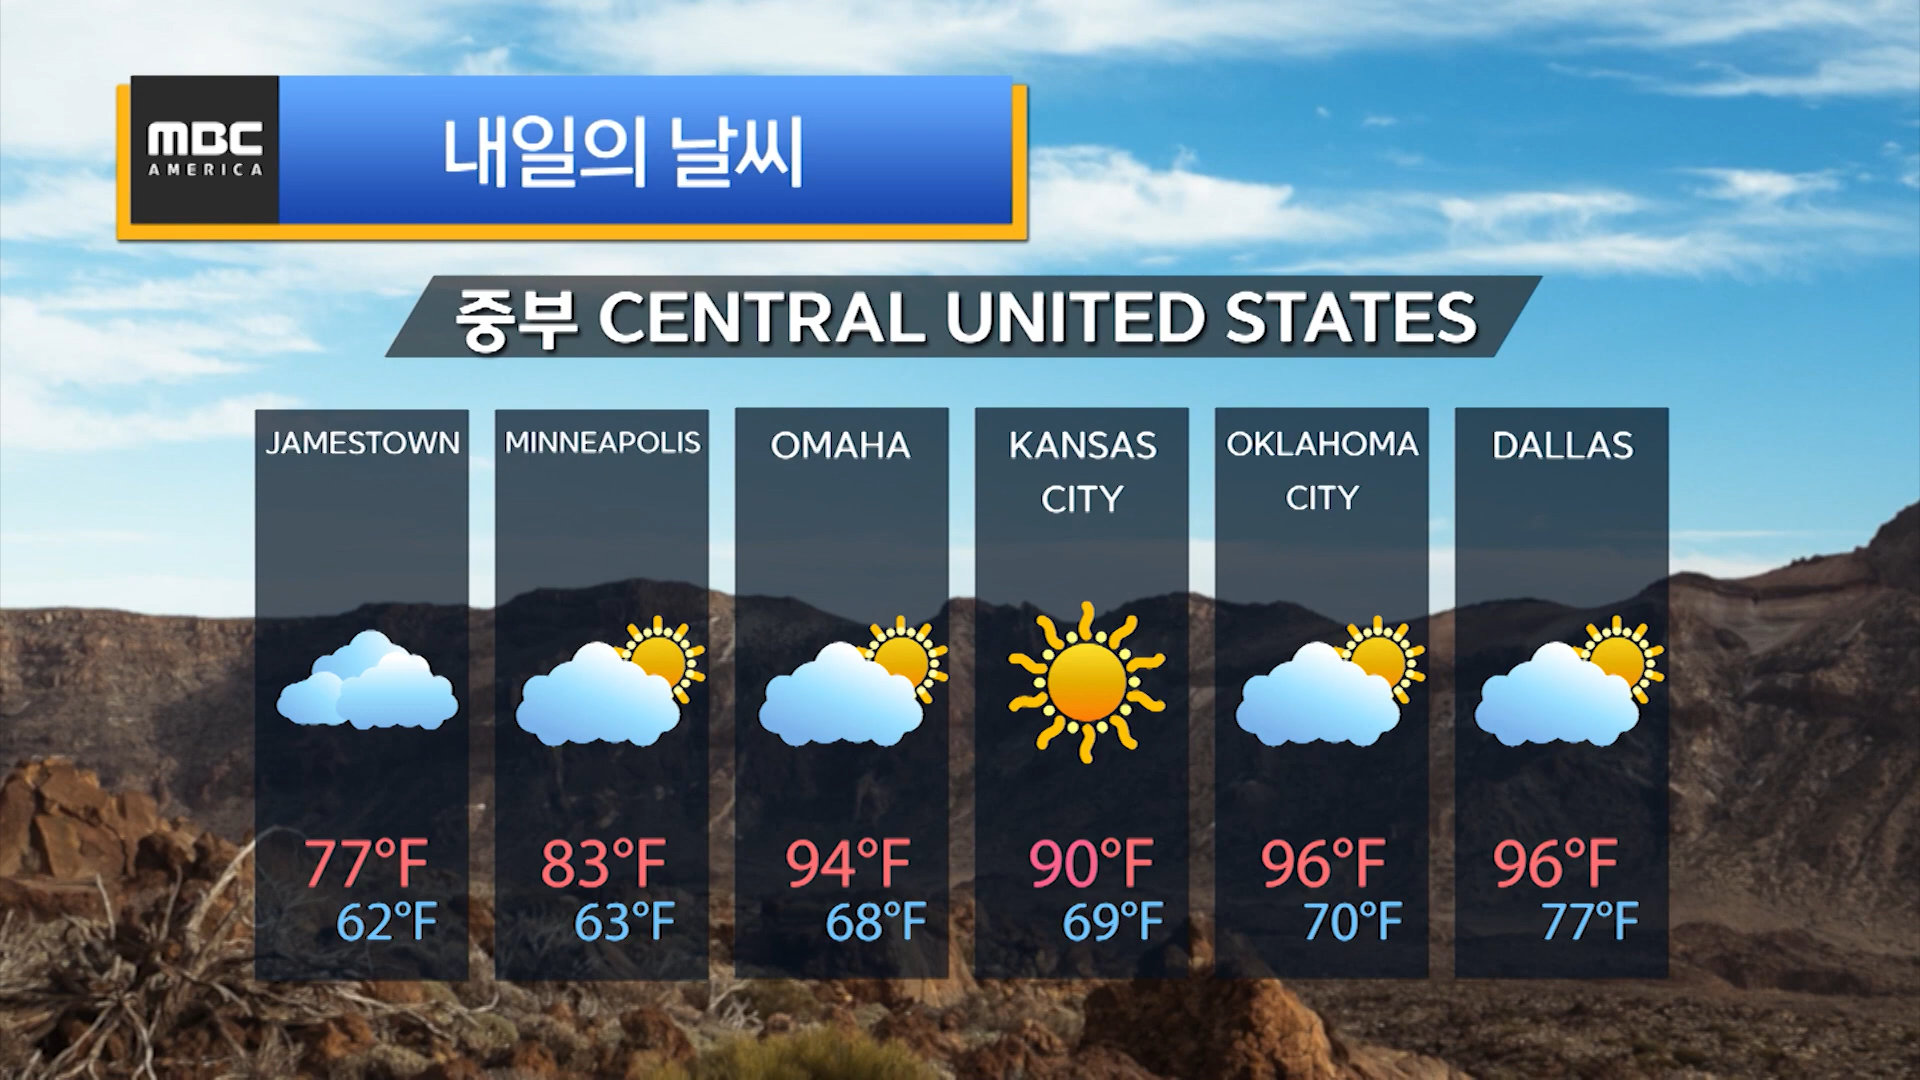 MBC
AMERICA
내일의 날씨
중부 CENTRAL UNITED STATES
JAMESTOWN
77°F
62°F
MINNEAPOLIS
83°F
63°F
OMAHA
94°F
68°F
KANSAS
CITY
90°F
69°F
OKLAHOMA
CITY
96°F
70°F
DALLAS
96°F
77°F